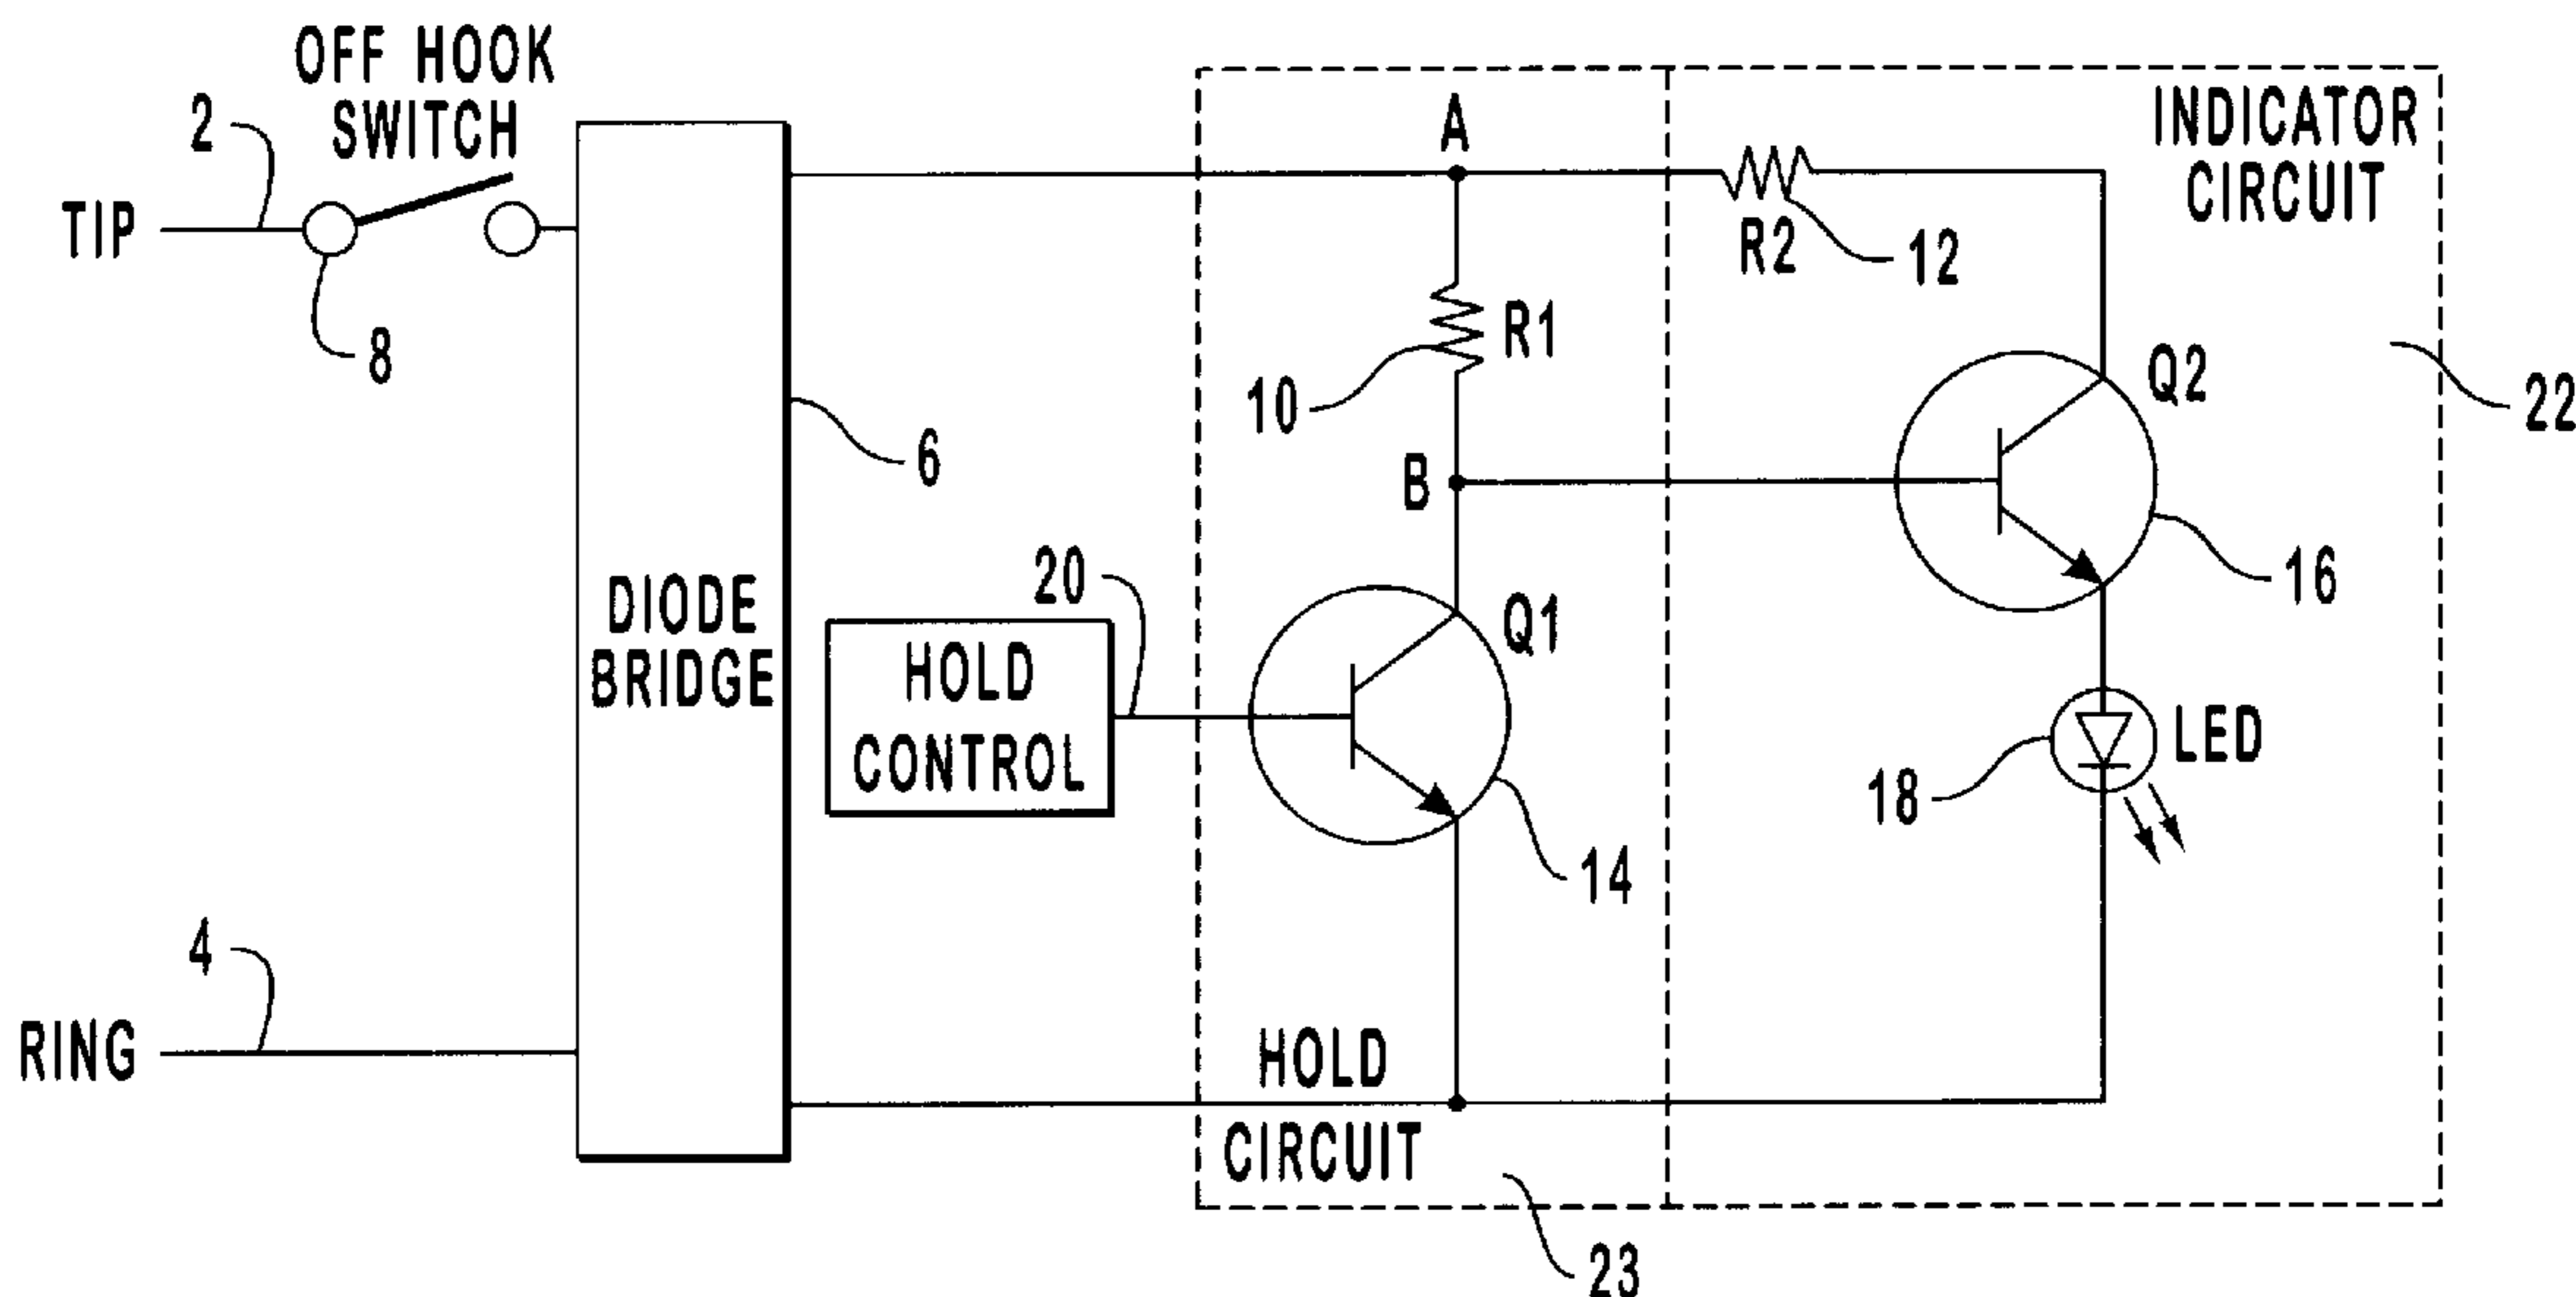 OFF HOOK
SWITCH
2
TIP
8
DIODE
BRIDGE
6
4
RING
HOLD
CONTROL
20
A
R1
10
B
Q1
14
HOLD
CIRCUIT
23
INDICATOR
CIRCUIT
R2
12
Q2
22
16
LED
18